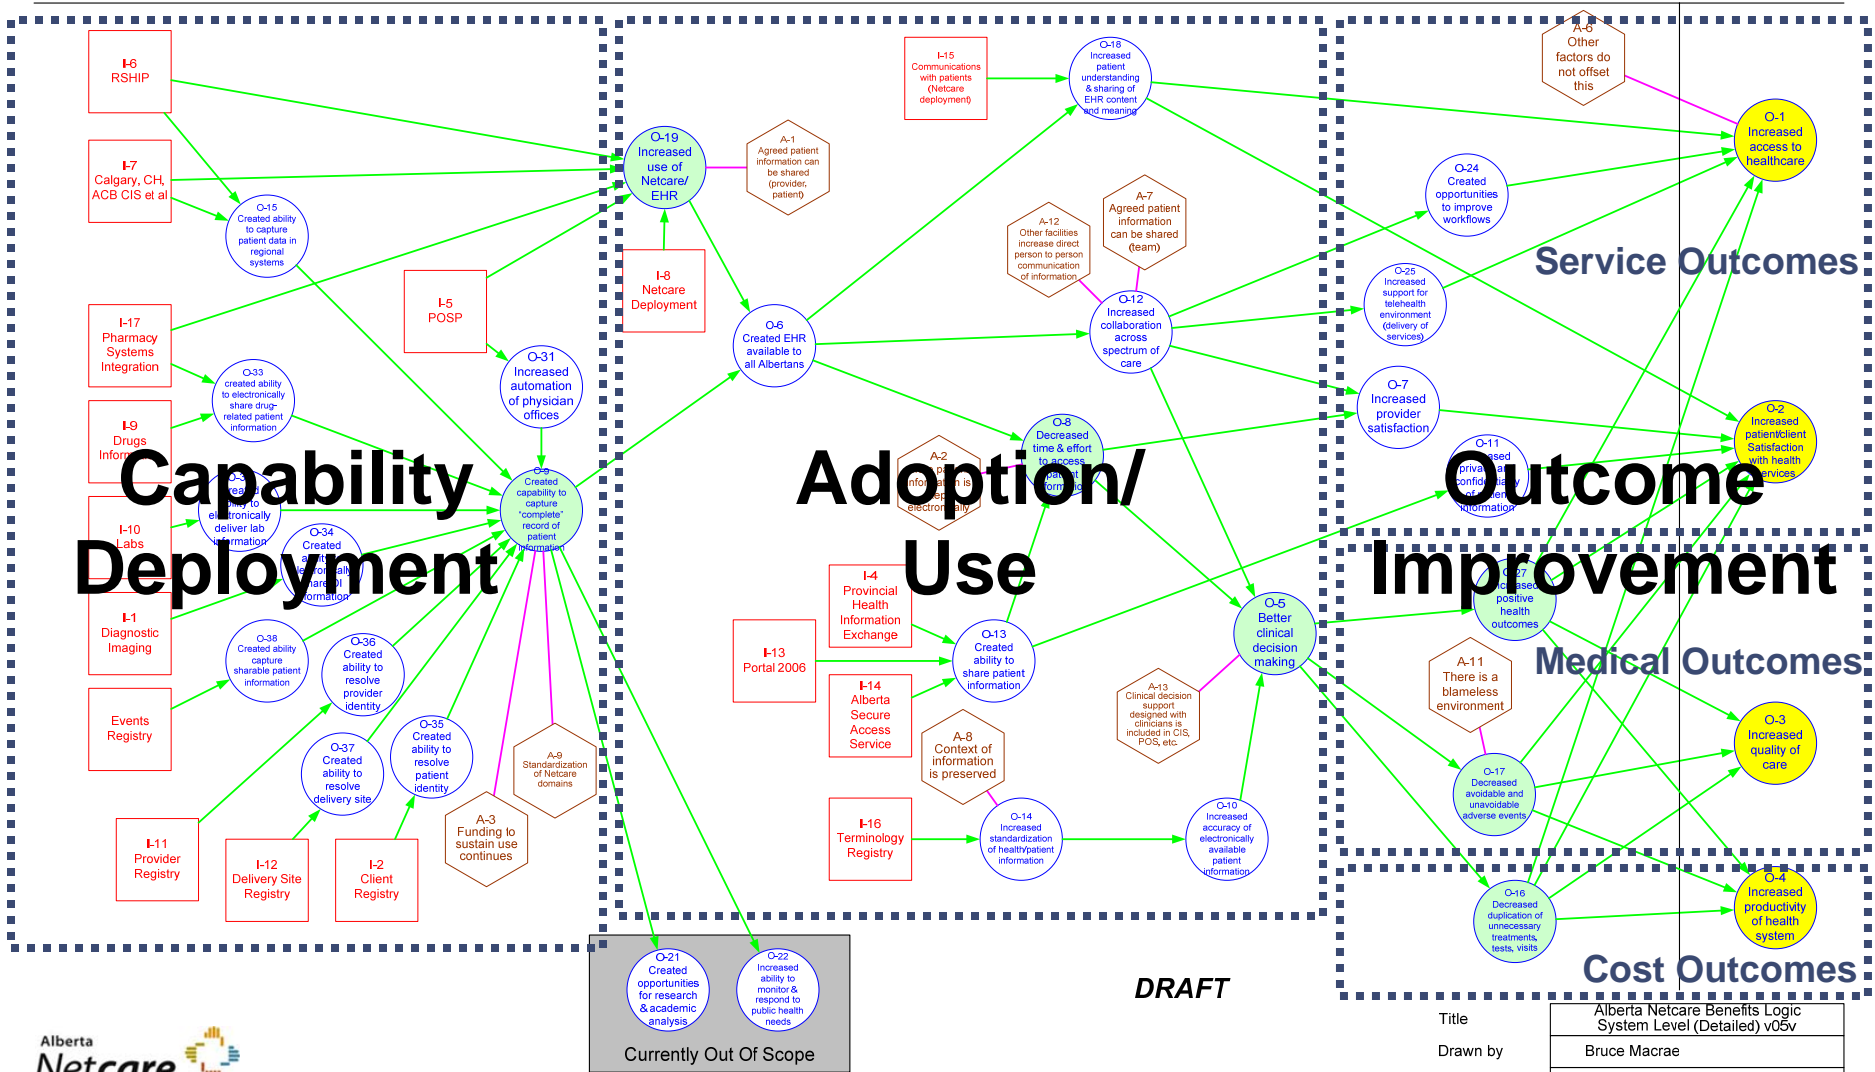 I-6
RSHIP
I-7
Calgary, CH,
ACB CIS et al
O-15
Created ability
to capture
patient data in
regional
systems
I-5
POSP
I-17
Pharmacy
Systems
Integration
O-33
created ability
to electronically
share drug-
related patient
information
O-31
Increased
automation
of physician
offices
I-9
Drugs
Capability
Deployment
O-9
Created
capability to
capture
"complete"
record of
patient
information
electronically
deliver lab
information
I-10
Labs
O-34
Created
I-1
Diagnostic
Imaging
O-38
Created ability
capture
sharable patient
information
O-36
Created
ability to
resolve
provider
identity
Events
Registry
O-37
Created
ability to
resolve
delivery site
O-35
Created
ability to
resolve
patient
identity
A-9
Standardization
of Netcare
domains
A-3
Funding to
sustain use
continues
I-11
Provider
Registry
I-12
Delivery Site
Registry
I-2
Client
Registry
O-19
Increased
use of
Netcare/
EHR
A-1
Agreed patient
information can
be shared
(provider,
patient)
I-15
Communications
with patients
(Netcare
deployment)
O-18
Increased
patient
understanding
& sharing of
EHR content
and meaning
I-8
Netcare
Deployment
A-12
Other facilities
increase direct
person to person
communication
of information
A-7
Agreed patient
information
can be shared
(team)
O-6
Created EHR
available to
all Albertans
O-12
Increased
collaboration
across
spectrum of
care
O-8
Decreased
time & effort
to access
patient
A-2
information is
electronically
Adoption/
Use
I-4
Provincial
Health
Information
Exchange
I-13
Portal 2006
I-14
Alberta
Secure
Access
Service
O-13
Created
ability to
share patient
information
O-5
Better
clinical
decision
making
A-13
Clinical decision
support
designed with
clinicians is
included in CIS,
POS, etc.
A-8
Context of
information
is preserved
I-16
Terminology
Registry
O-14
Increased
standardization
of health/patient
information
O-10
Increased
accuracy of
electronically
available
patient
information
A-6
Other
factors do
not offset
this
O-1
Increased
access to
healthcare
O-24
Created
opportunities
to improve
workflows
Service Outcomes
O-25
Increased
support for
telehealth
environment
(delivery of
services)
O-7
Increased
provider
satisfaction
O-2
Increased
patient/client
Satisfaction
with health
services
O-11
information
Outcome
Improvement
O-27
Increased
positive
health
outcomes
Medical Outcomes
A-11
There is a
blameless
environment
O-3
Increased
quality of
care
O-17
Decreased
avoidable and
unavoidable
adverse events
O-4
Increased
productivity
of health
system
O-16
Decreased
duplication of
unnecessary
treatments,
tests, visits
Cost Outcomes
O-21
Created
opportunities
for research
& academic
analysis
O-22
Increased
ability to
monitor &
respond to
public health
needs
Currently Out Of Scope
DRAFT
Title
Alberta Netcare Benefits Logic
System Level (Detailed) v05v
Drawn by
Bruce Macrae
Alberta
Netcare